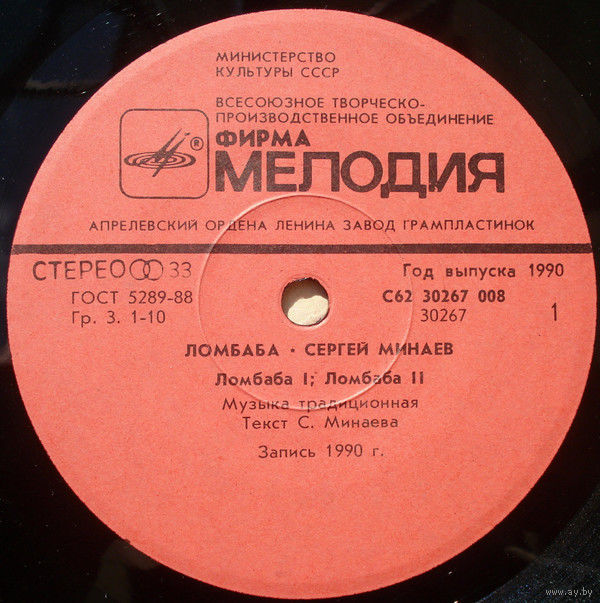 МИНИСТЕРСТВО
КУЛЬТУРЫ СССР
ВСЕСОЮЗНОЕ ТВОРЧЕСКО-
ПРОИЗВОДСТВЕННОЕ ОБЪЕДИНЕНИЕ
ФИРМА
®
МЕЛОДИЯ
АПРЕЛЕВСКИЙ ОРДЕНА ЛЕНИНА ЗАВОД ГРАМПЛАСТИНОК
СТЕРЕО 33
Год выпуска 1990
ГОСТ 5289-88
С62 30267 008
Гр. 3. 1-10
30267
1
ЛОМБАБА • СЕРГЕЙ МИНАЕВ
Ломбаба I; Ломбаба II
Музыка традиционная
Текст С. Минаева
Запись 1990 г.
www.ay.by